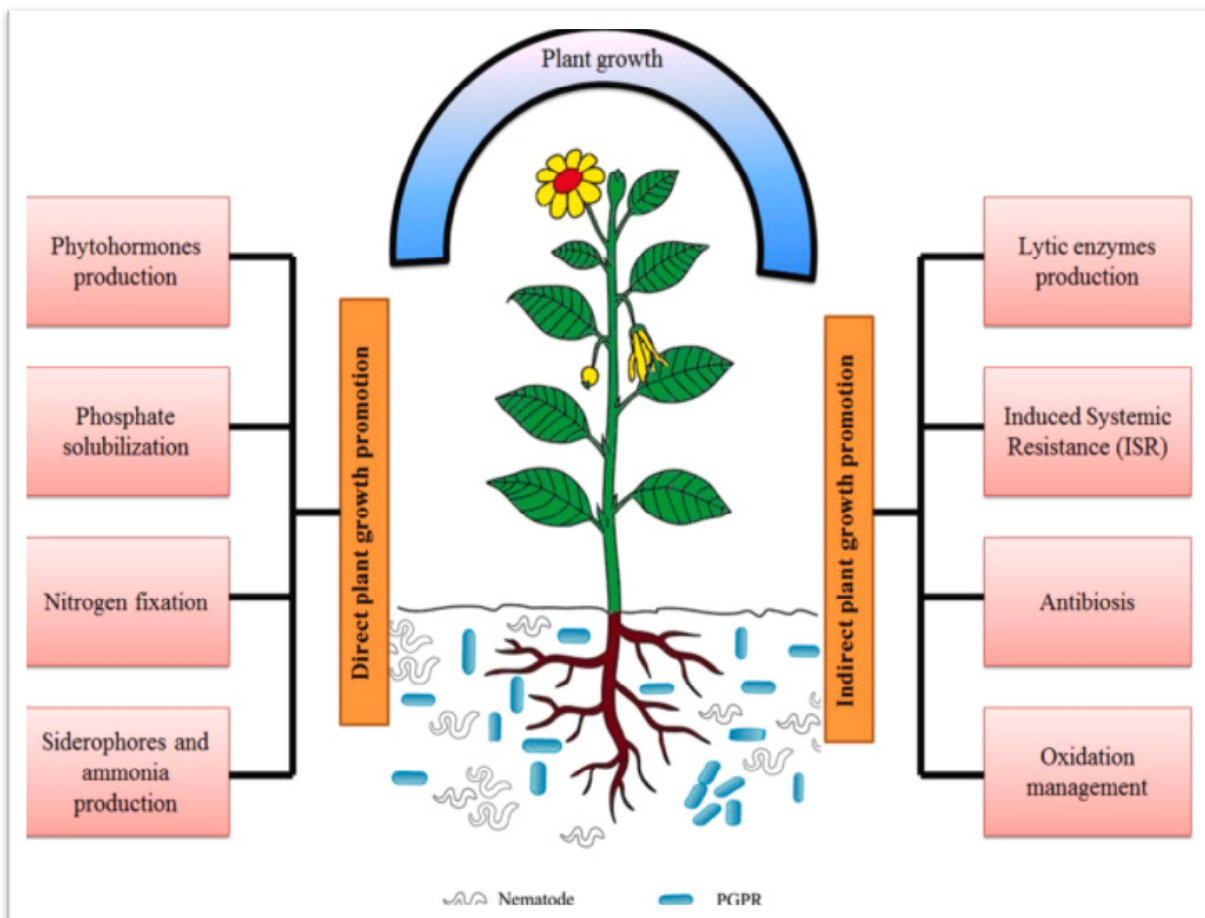 Plant growth
Phytohormones
production
Phosphate
solubilization
Nitrogen fixation
Siderophores and
ammonia
production
Direct plant growth promotion
Indirect plant growth promotion
Lytic enzymes
production
Induced Systemic
Resistance (ISR)
Antibiosis
Oxidation
management
Nematode
PGPR